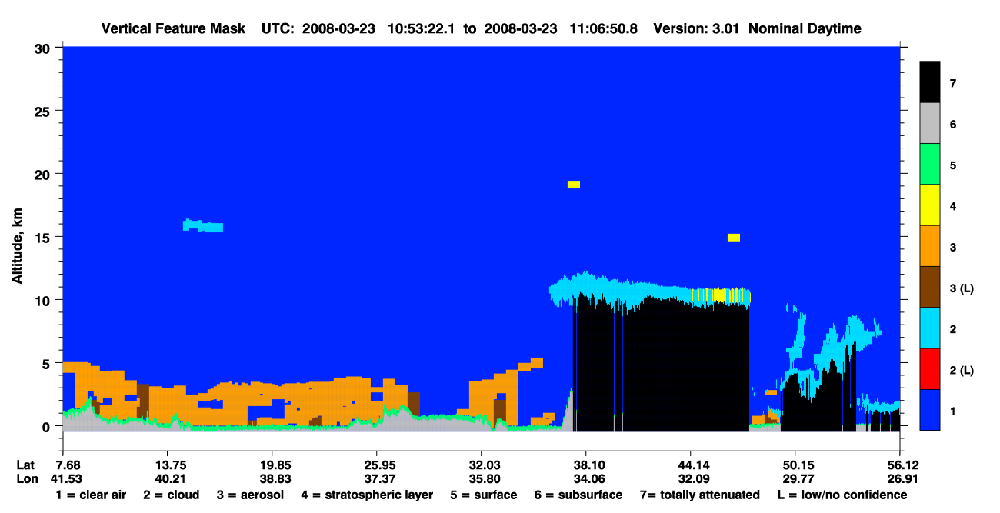 Vertical Feature Mask UTC: 2008-03-23 10:53:22.1 to 2008-03-23 11:06:50.8 Version: 3.01 Nominal Daytime
30
25
20
15
10
5
0
Altitude, km
7
6
5
4
3
3 (L)
2
2 (L)
1
Lat 7.68 13.75 19.85 25.95 32.03 38.10 44.14 50.15 56.12
Lon 41.53 40.21 38.83 37.37 35.80 34.06 32.09 29.77 26.91
1 = clear air 2 = cloud 3 = aerosol 4 = stratospheric layer 5 = surface 6 = subsurface 7= totally attenuated L = low/no confidence